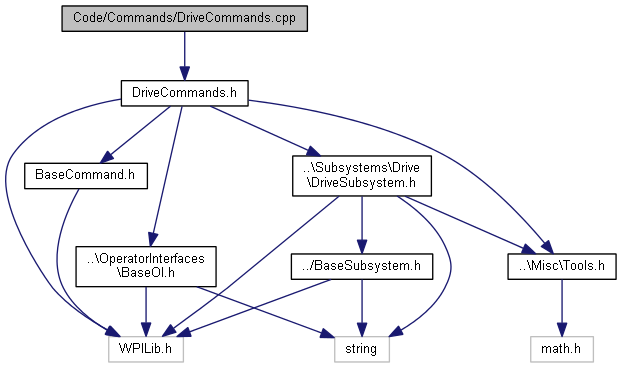 Code/Commands/DriveCommands.cpp
DriveCommands.h
BaseCommand.h
..\Subsystems\Drive
\DriveSubsystem.h
..\OperatorInterfaces
\BaseOI.h
../BaseSubsystem.h
..\Misc\Tools.h
WPILib.h
string
math.h